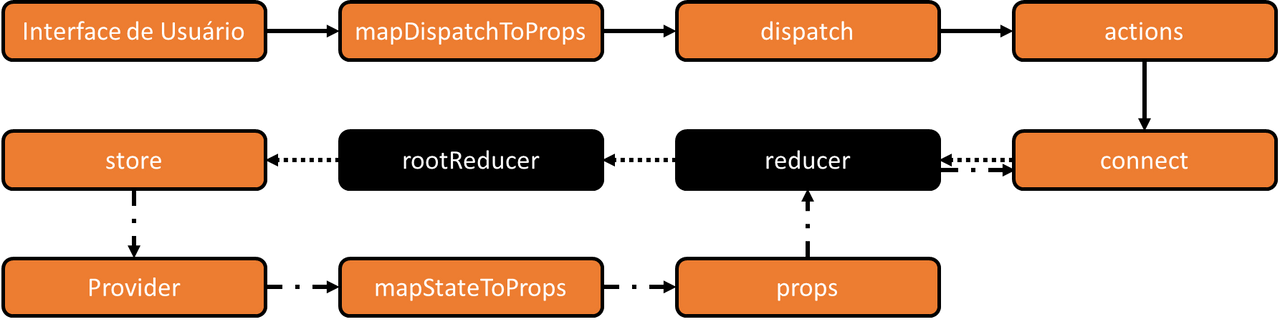 Interface de Usuário
mapDispatchToProps
dispatch
actions
store
rootReducer
reducer
connect
Provider
mapStateToProps
props